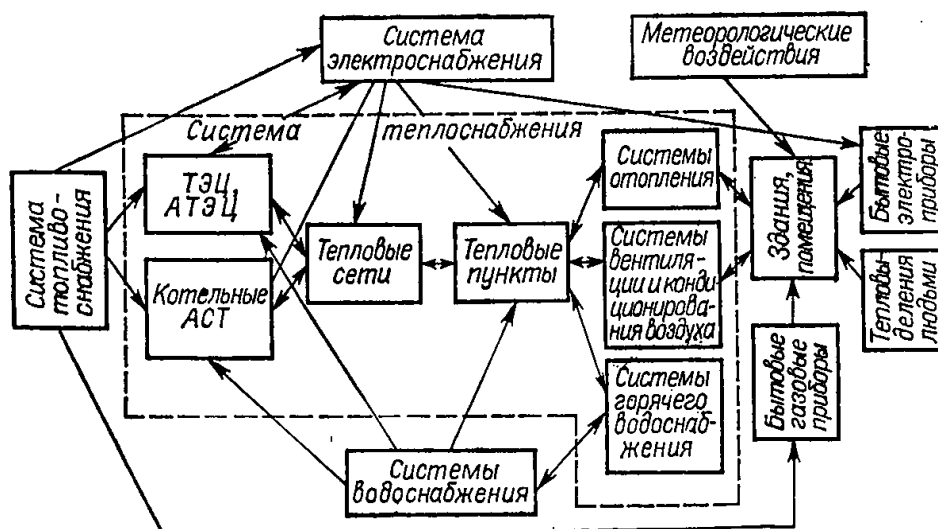 Система
электроснабжения
Метеорологические
воздействия
Система
теплоснабжения
Система
топливо-
снабжения
ТЭЦ,
АТЭЦ
Котельные
АСТ
Тепловые
сети
Тепловые
пункты
Системы
отопления
Системы
вентиля-
ции и конди-
ционирова-
ния воздуха
Системы
горячего
водоснаб-
жения
Здания,
помещения
Бытовые
электро-
приборы
Тепловы-
деления
людьми
Бытовые
газовые
приборы
Системы
водоснабжения